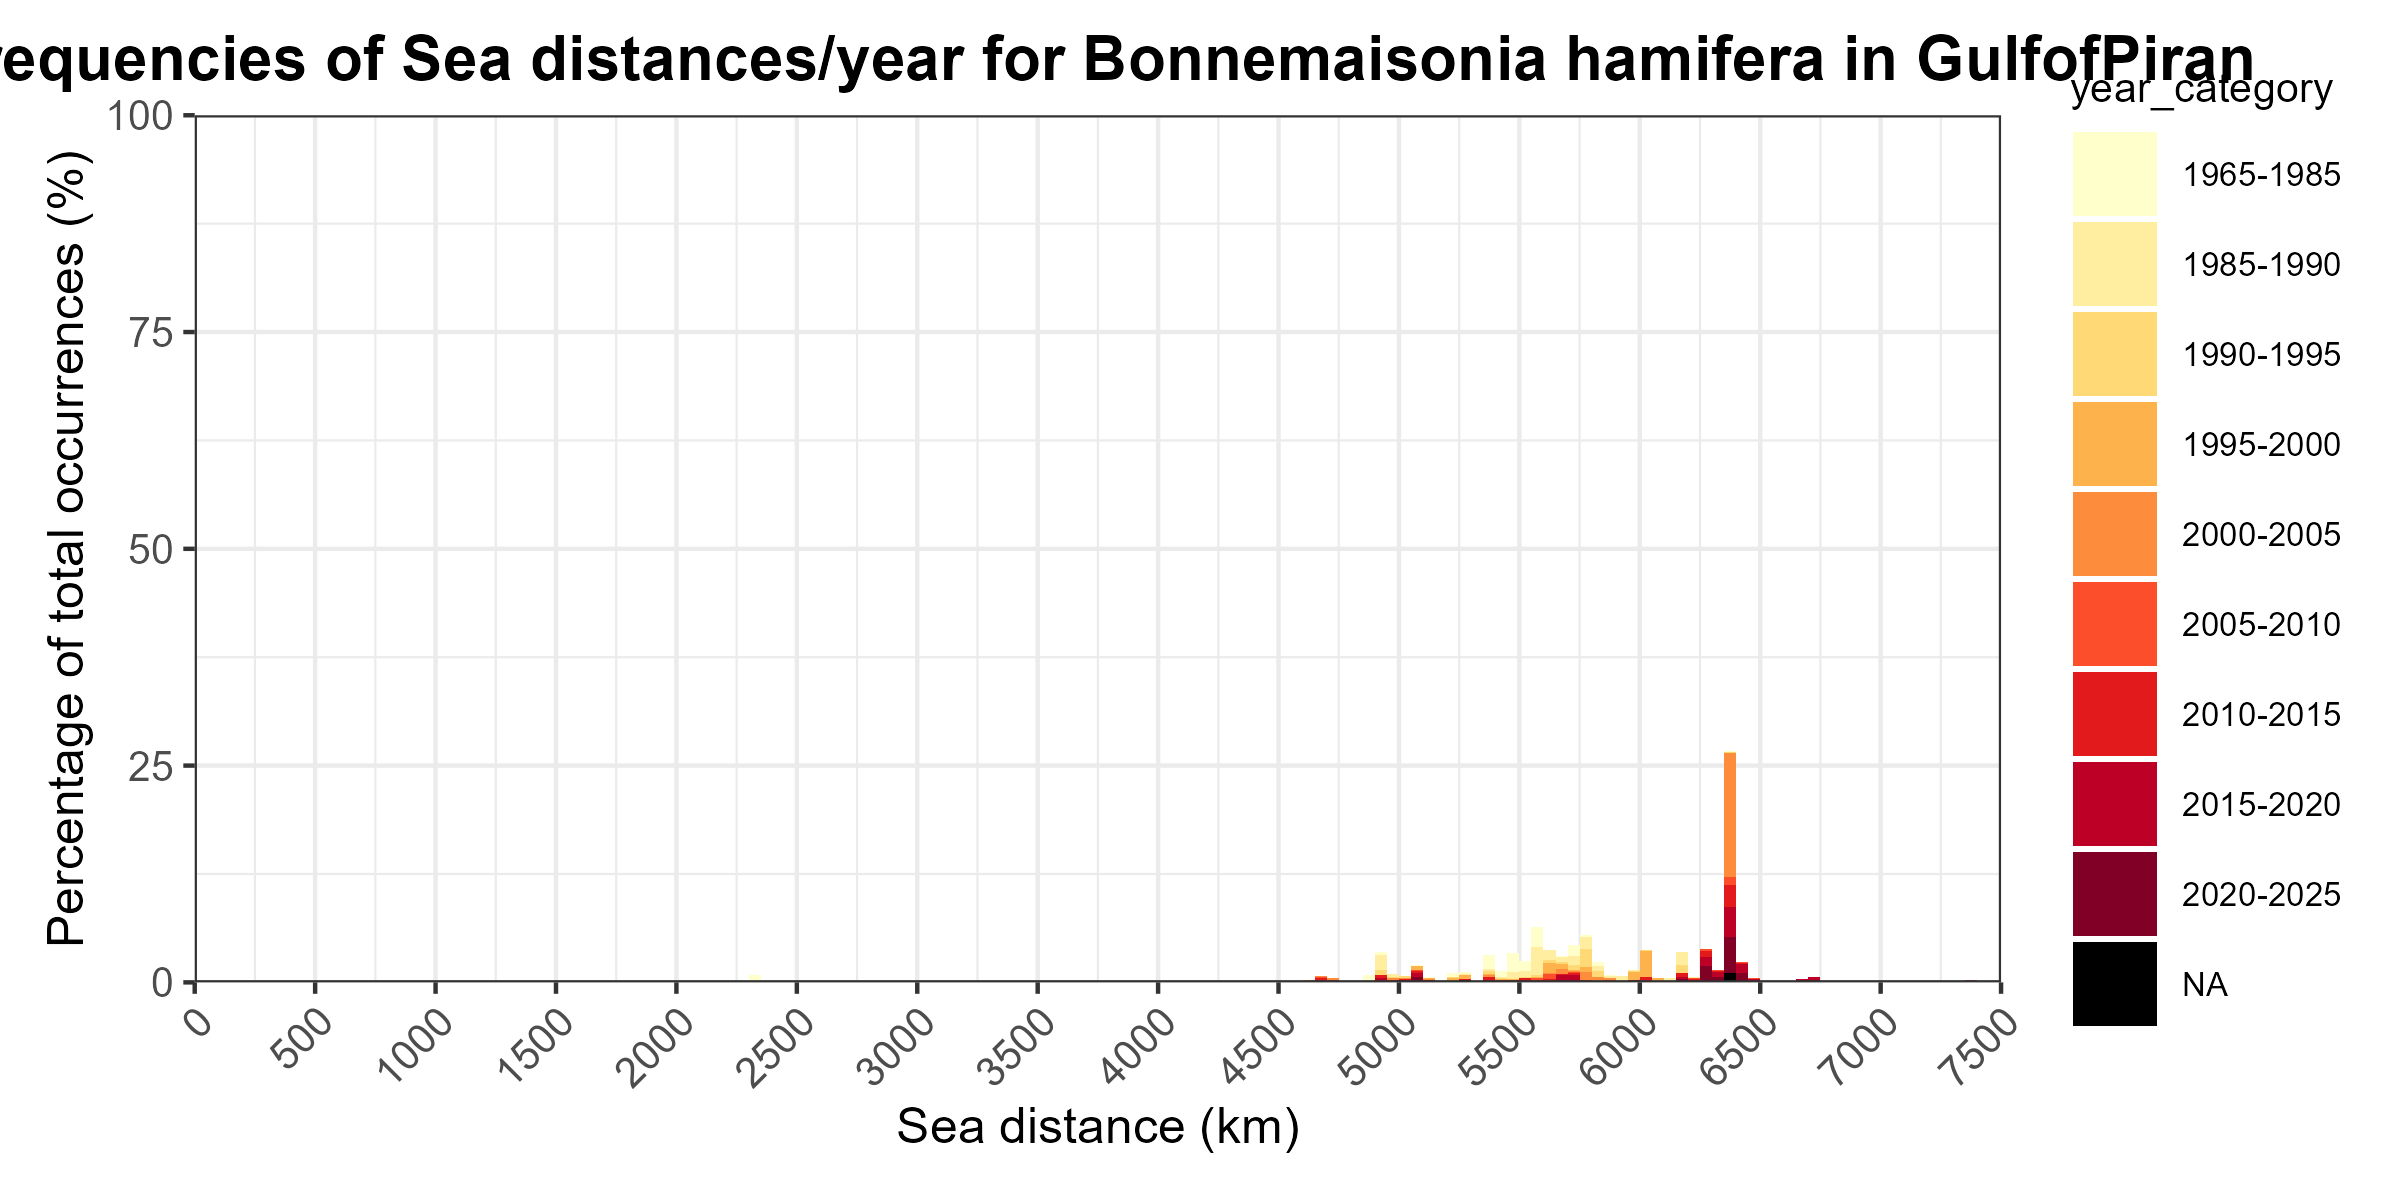 requencies of Sea distances/year for Bonnemaisonia hamifera in GulfofPiran
year_category
1965-1985
1985-1990
1990-1995
1995-2000
2000-2005
2005-2010
2010-2015
2015-2020
2020-2025
NA
Percentage of total occurrences (%)
100
75
50
25
0
0 500 1000 1500 2000 2500 3000 3500 4000 4500 5000 5500 6000 6500 7000 7500
Sea distance (km)